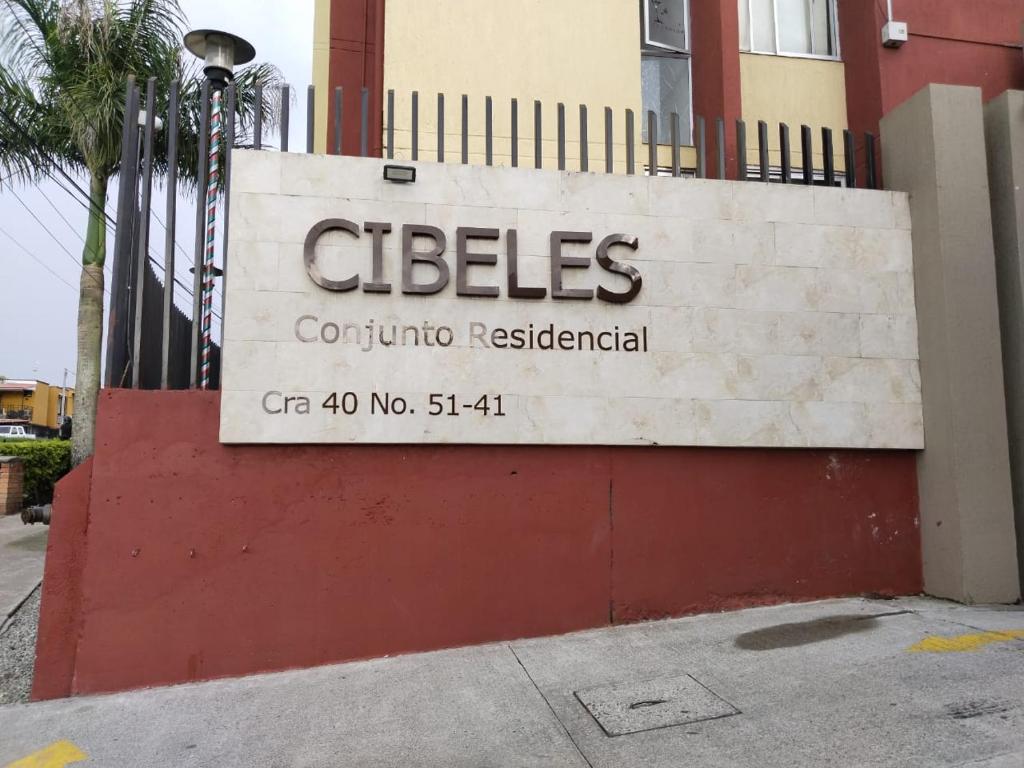 CIBELES
Conjunto Residencial
Cra 40 No. 51-41